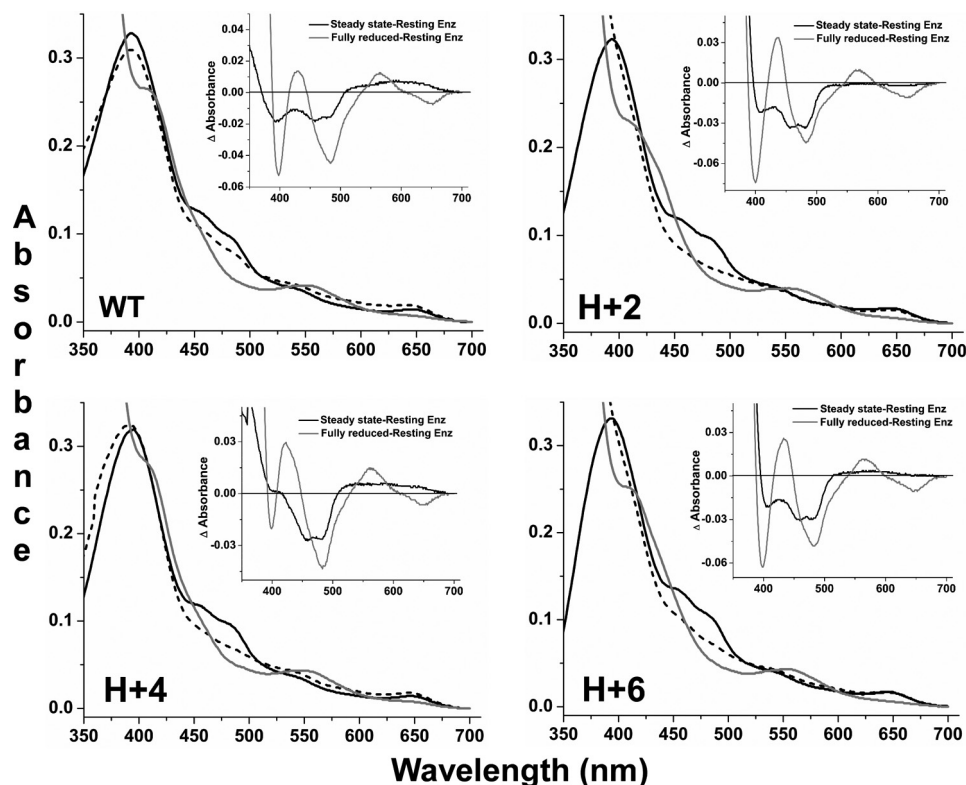 Absorbance
0.3
0.2
0.1
0.0
350 400 450 500 550 600 650 700
WT
Steady state-Resting Enz
Fully reduced-Resting Enz
Δ Absorbance
0.03
0.00
-0.02
-0.04
-0.06
400 500 600 700
0.3
0.2
0.1
0.0
350 400 450 500 550 600 650 700
H+2
Steady state-Resting Enz
Fully reduced-Resting Enz
Δ Absorbance
0.03
0.00
-0.03
-0.06
400 500 600 700
0.3
0.2
0.1
0.0
350 400 450 500 550 600 650 700
H+4
Steady state-Resting Enz
Fully reduced-Resting Enz
Δ Absorbance
0.03
0.00
-0.03
400 500 600 700
0.3
0.2
0.1
0.0
350 400 450 500 550 600 650 700
H+6
Steady state-Resting Enz
Fully reduced-Resting Enz
Δ Absorbance
0.03
0.00
-0.03
-0.06
400 500 600 700
Wavelength (nm)